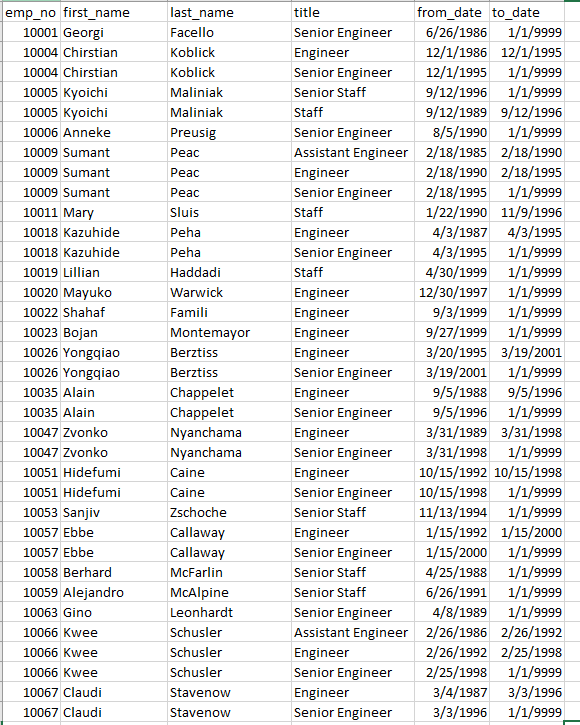 emp_no first_name last_name title from_date to_date
10001 Georgi Facello Senior Engineer 6/26/1986 1/1/9999
10004 Chirstian Koblick Engineer 12/1/1986 12/1/1995
10004 Chirstian Koblick Senior Engineer 12/1/1995 1/1/9999
10005 Kyoichi Maliniak Senior Staff 9/12/1996 1/1/9999
10005 Kyoichi Maliniak Staff 9/12/1989 9/12/1996
10006 Anneke Preusig Senior Engineer 8/5/1990 1/1/9999
10009 Sumant Peac Assistant Engineer 2/18/1985 2/18/1990
10009 Sumant Peac Engineer 2/18/1990 2/18/1995
10009 Sumant Peac Senior Engineer 2/18/1995 1/1/9999
10011 Mary Sluis Staff 1/22/1990 11/9/1996
10018 Kazuhide Peha Engineer 4/3/1987 4/3/1995
10018 Kazuhide Peha Senior Engineer 4/3/1995 1/1/9999
10019 Lillian Haddadi Staff 4/30/1999 1/1/9999
10020 Mayuko Warwick Engineer 12/30/1997 1/1/9999
10022 Shahaf Famili Engineer 9/3/1999 1/1/9999
10023 Bojan Montemayor Engineer 9/27/1999 1/1/9999
10026 Yongqiao Berztiss Engineer 3/20/1995 3/19/2001
10026 Yongqiao Berztiss Senior Engineer 3/19/2001 1/1/9999
10035 Alain Chappelet Engineer 9/5/1988 9/5/1996
10035 Alain Chappelet Senior Engineer 9/5/1996 1/1/9999
10047 Zvonko Nyanchama Engineer 3/31/1989 3/31/1998
10047 Zvonko Nyanchama Senior Engineer 3/31/1998 1/1/9999
10051 Hidefumi Caine Engineer 10/15/1992 10/15/1998
10051 Hidefumi Caine Senior Engineer 10/15/1998 1/1/9999
10053 Sanjiv Zschoche Senior Staff 11/13/1994 1/1/9999
10057 Ebbe Callaway Engineer 1/15/1992 1/15/2000
10057 Ebbe Callaway Senior Engineer 1/15/2000 1/1/9999
10058 Berhard McFarlin Senior Staff 4/25/1988 1/1/9999
10059 Alejandro McAlpine Senior Staff 6/26/1991 1/1/9999
10063 Gino Leonhardt Senior Engineer 4/8/1989 1/1/9999
10066 Kwee Schusler Assistant Engineer 2/26/1986 2/26/1992
10066 Kwee Schusler Engineer 2/26/1992 2/25/1998
10066 Kwee Schusler Senior Engineer 2/25/1998 1/1/9999
10067 Claudi Stavenow Engineer 3/4/1987 3/3/1996
10067 Claudi Stavenow Senior Engineer 3/3/1996 1/1/9999